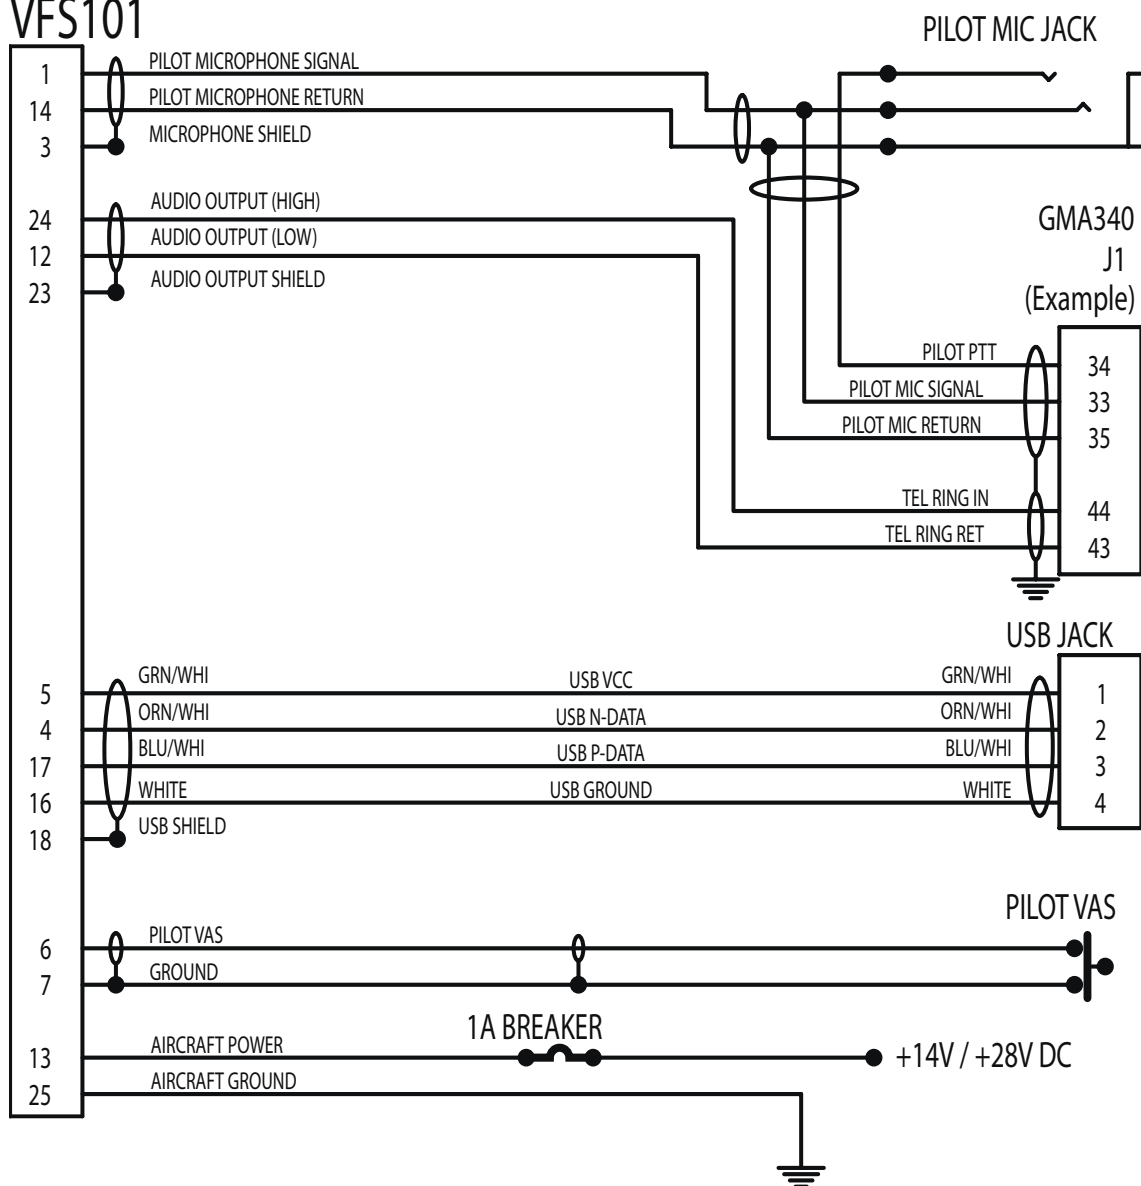 VFS101
PILOT MIC JACK
1 PILOT MICROPHONE SIGNAL
14 PILOT MICROPHONE RETURN
3 MICROPHONE SHIELD
24 AUDIO OUTPUT (HIGH)
12 AUDIO OUTPUT (LOW)
23 AUDIO OUTPUT SHIELD
GMA340
J1
(Example)
PILOT PTT 34
PILOT MIC SIGNAL 33
PILOT MIC RETURN 35
TEL RING IN 44
TEL RING RET 43
USB JACK
5 GRN/WHI USB VCC GRN/WHI 1
4 ORN/WHI USB N-DATA ORN/WHI 2
17 BLU/WHI USB P-DATA BLU/WHI 3
16 WHITE USB GROUND WHITE 4
18 USB SHIELD
PILOT VAS
6 PILOT VAS
7 GROUND
1A BREAKER
13 AIRCRAFT POWER +14V / +28V DC
25 AIRCRAFT GROUND